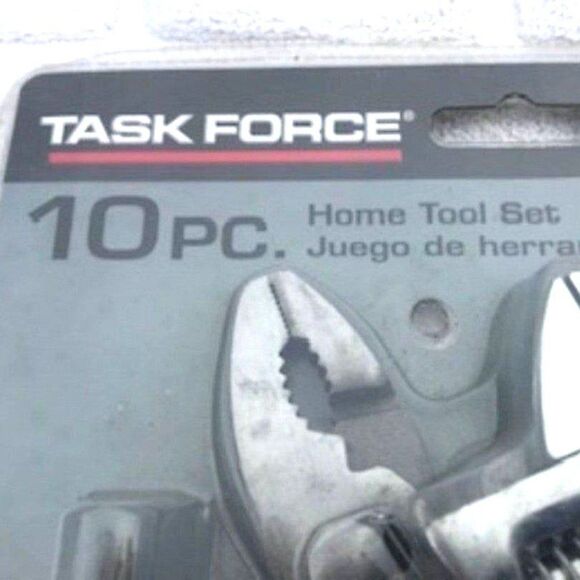 TASK FORCE®
10 PC.
Home Tool Set
Juego de